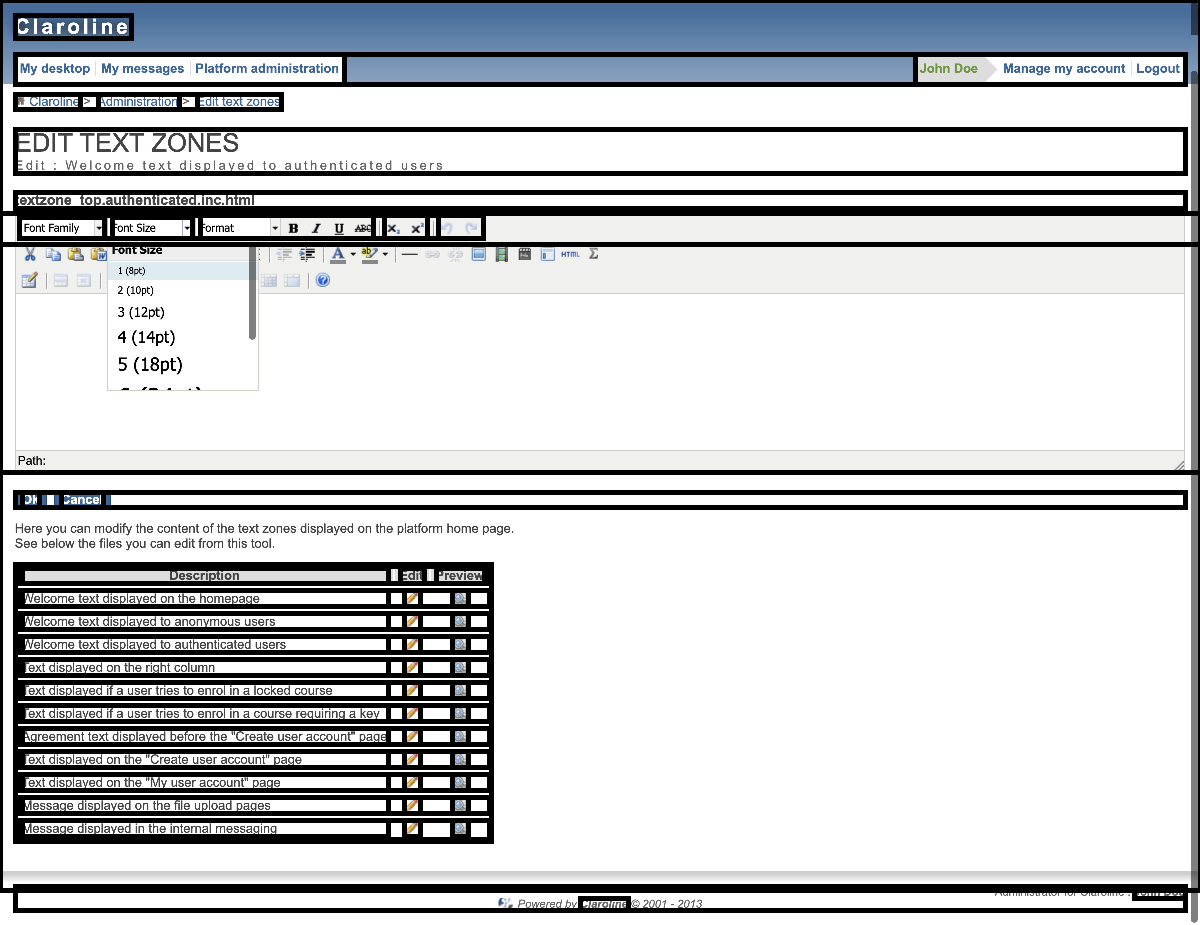 Claroline
My desktop My messages Platform administration John Doe Manage my account Logout
Claroline > Administration > Edit text zones
EDIT TEXT ZONES
Edit : Welcome text displayed to authenticated users
textzone_top.authenticated.inc.html
Font Family Font Size Format B I U ABC x₂ x²
Font Size HTML Σ
1 (8pt)
2 (10pt)
3 (12pt)
4 (14pt)
5 (18pt)
Path:
Ok Cancel
Here you can modify the content of the text zones displayed on the platform home page.
See below the files you can edit from this tool.
Description Edit Preview
Welcome text displayed on the homepage
Welcome text displayed to anonymous users
Welcome text displayed to authenticated users
Text displayed on the right column
Text displayed if a user tries to enrol in a locked course
Text displayed if a user tries to enrol in a course requiring a key
Agreement text displayed before the "Create user account" page
Text displayed on the "Create user account" page
Text displayed on the "My user account" page
Message displayed on the file upload pages
Message displayed in the internal messaging
Administrator for Claroline : John Doe
Powered by Claroline © 2001 - 2013